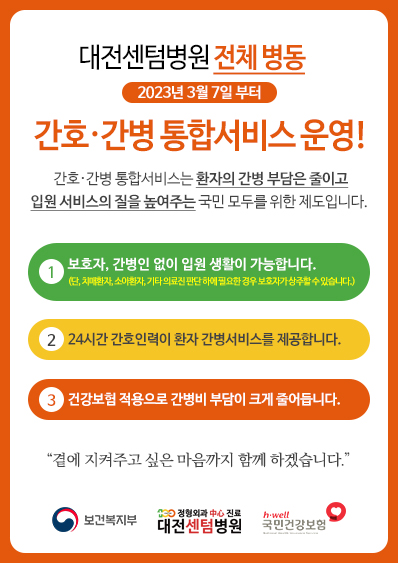 대전센텀병원 전체 병동
2023년 3월 7일 부터
간호·간병 통합서비스 운영!
간호·간병 통합서비스는 환자의 간병 부담은 줄이고
입원 서비스의 질을 높여주는 국민 모두를 위한 제도입니다.
1 보호자, 간병인 없이 입원 생활이 가능합니다.
(단, 치매환자, 소아환자, 기타 의료진 판단 하에 필요한 경우 보호자가 상주할 수 있습니다.)
2 24시간 간호인력이 환자 간병서비스를 제공합니다.
3 건강보험 적용으로 간병비 부담이 크게 줄어듭니다.
“곁에 지켜주고 싶은 마음까지 함께 하겠습니다.”
보건복지부
정형외과 中心 진료
대전센텀병원
h·well
국민건강보험